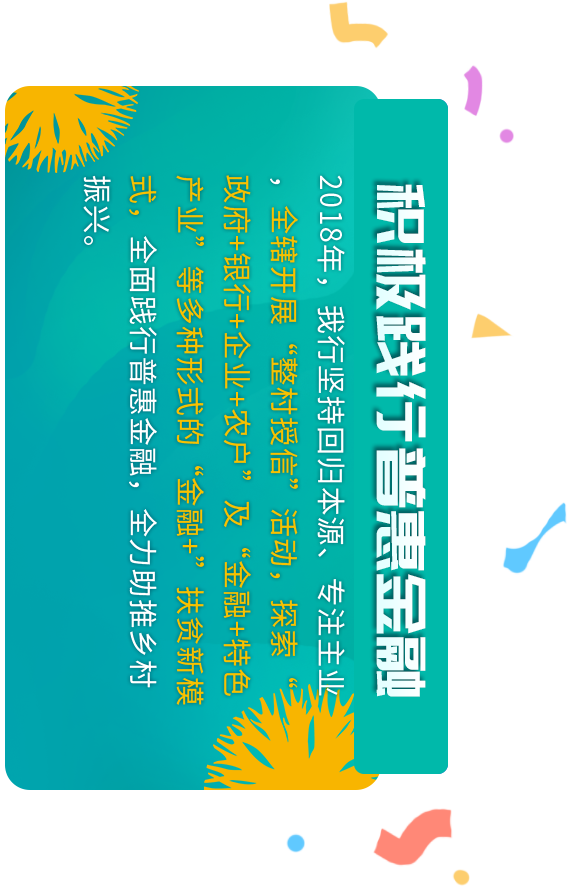 积极践行普惠金融
2018年，我行坚持回归本源、专注主业
，全辖开展“整村授信”活动，探索“
政府+银行+企业+农户”及“金融+特色
产业”等多种形式的“金融+”扶贫新模
式，全面践行普惠金融，全力助推乡村
振兴。